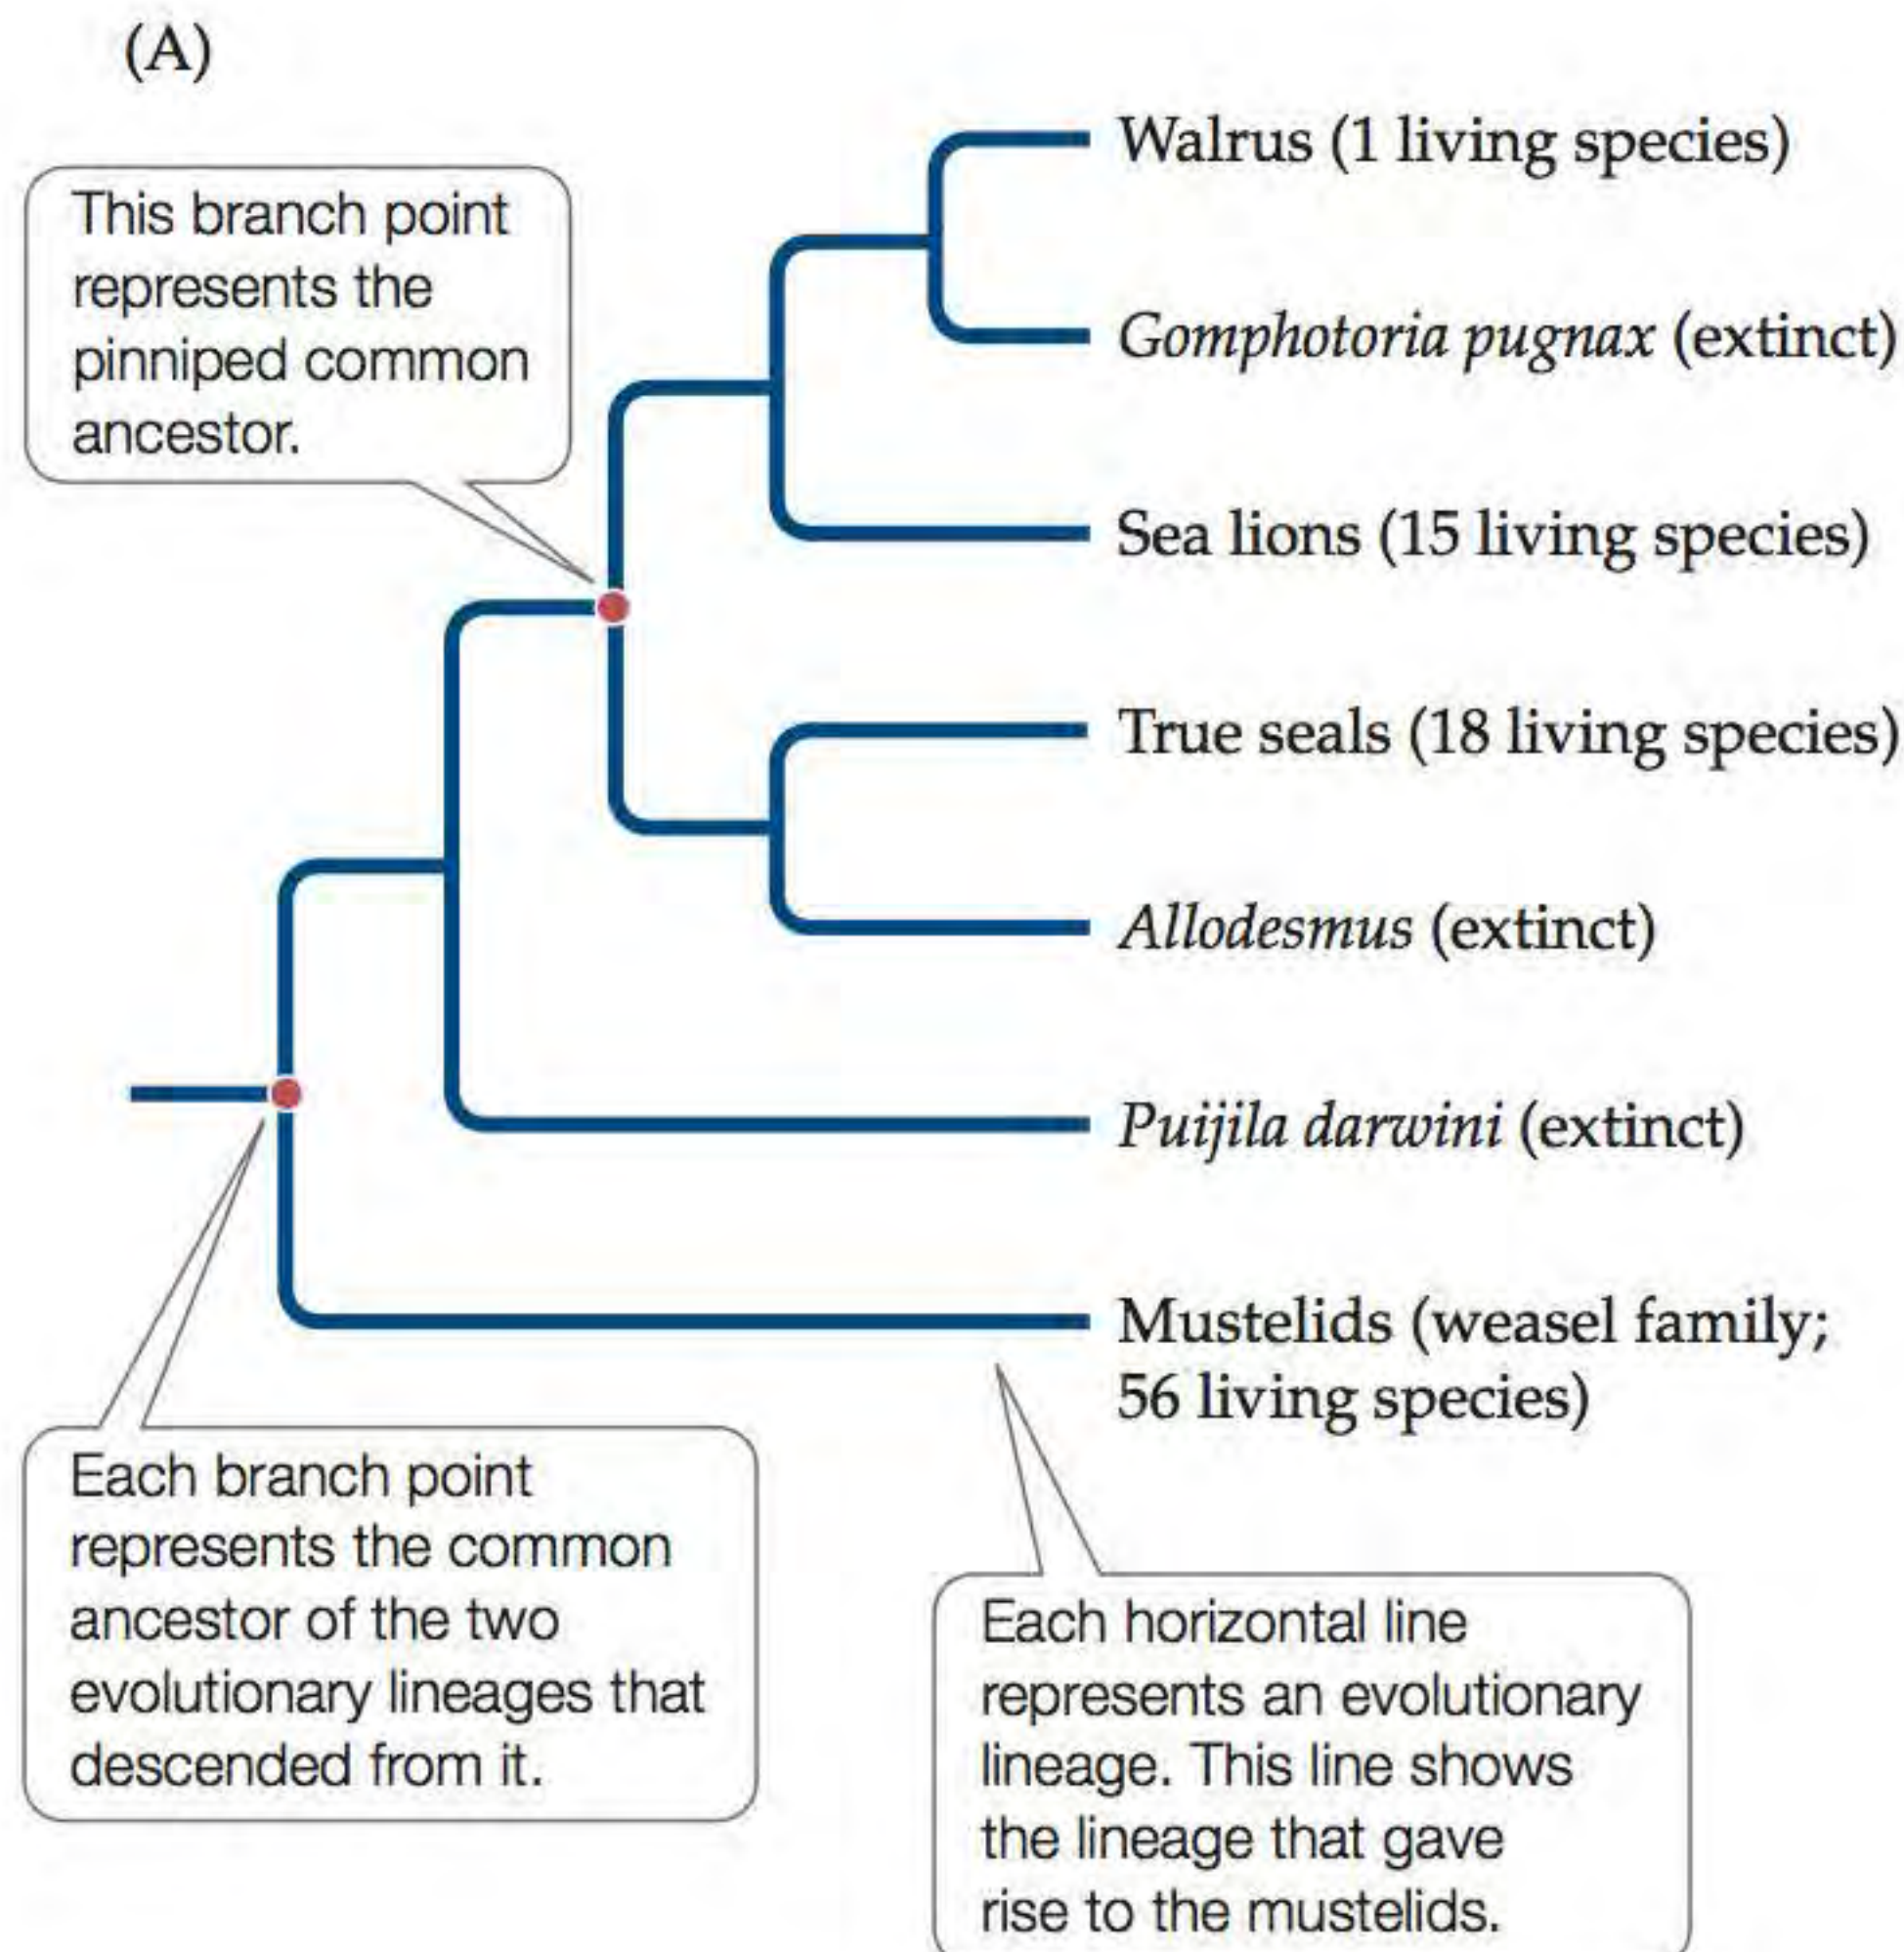 (A)
This branch point
represents the
pinniped common
ancestor.
Walrus (1 living species)
Gomphotoria pugnax (extinct)
Sea lions (15 living species)
True seals (18 living species)
Allodesmus (extinct)
Puijila darwini (extinct)
Mustelids (weasel family;
56 living species)
Each branch point
represents the common
ancestor of the two
evolutionary lineages that
descended from it.
Each horizontal line
represents an evolutionary
lineage. This line shows
the lineage that gave
rise to the mustelids.